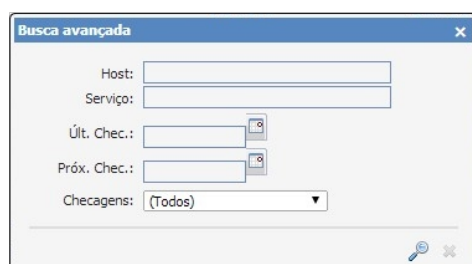 Busca avançada
Host:
Serviço:
Últ. Chec.:
Próx. Chec.:
Checagens: (Todos)